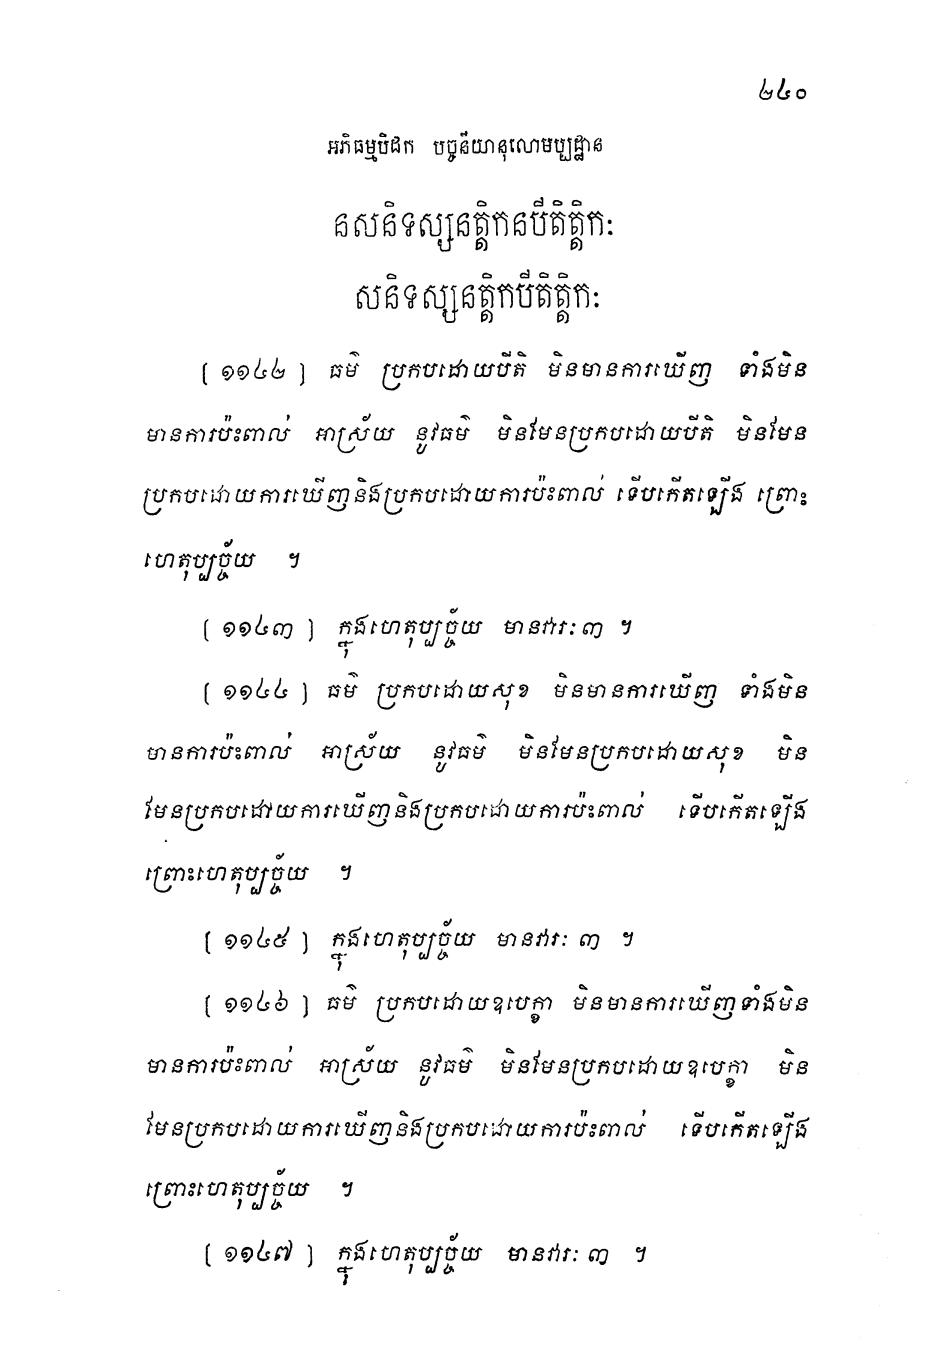 ២៤០
អភិធម្មបិដក បច្ចនីយានុលោមប្បដ្ឋាន
នសនិទស្សនត្តិកនបីតិត្តិកៈ
សនិទស្សនត្តិកបីតិត្តិកៈ
[ ១១៤២ ] ធម៌ ប្រកបដោយបីតិ មិនមានការឃើញ ទាំងមិន
មានការប៉ះពាល់ អាស្រ័យ នូវធម៌ មិនមែនប្រកបដោយបីតិ មិនមែន
ប្រកបដោយការឃើញនិងប្រកបដោយការប៉ះពាល់ ទើបកើតឡើង ព្រោះ
ហេតុប្បច្ច័យ ។
[ ១១៤៣ ] ក្នុងហេតុប្បច្ច័យ មានវារៈ ៣ ។
[ ១១៤៤ ] ធម៌ ប្រកបដោយសុខ មិនមានការឃើញ ទាំងមិន
មានការប៉ះពាល់ អាស្រ័យ នូវធម៌ មិនមែនប្រកបដោយសុខ មិន
មែនប្រកបដោយការឃើញនិងប្រកបដោយការប៉ះពាល់ ទើបកើតឡើង
ព្រោះហេតុប្បច្ច័យ ។
[ ១១៤៥ ] ក្នុងហេតុប្បច្ច័យ មានវារៈ ៣ ។
[ ១១៤៦ ] ធម៌ ប្រកបដោយឧបេក្ខា មិនមានការឃើញទាំងមិន
មានការប៉ះពាល់ អាស្រ័យ នូវធម៌ មិនមែនប្រកបដោយឧបេក្ខា មិន
មែនប្រកបដោយការឃើញនិងប្រកបដោយការប៉ះពាល់ ទើបកើតឡើង
ព្រោះហេតុប្បច្ច័យ ។
[ ១១៤៧ ] ក្នុងហេតុប្បច្ច័យ មានវារៈ ៣ ។